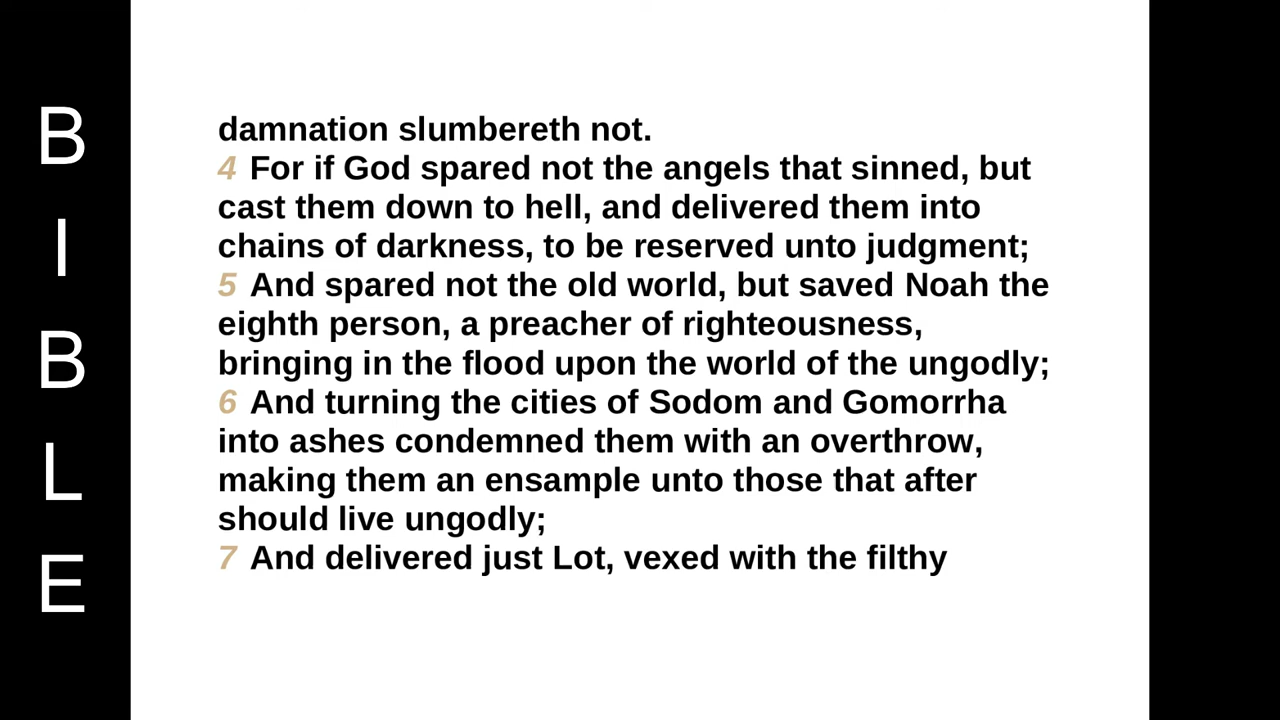 B
I
B
L
E
damnation slumbereth not.
4 For if God spared not the angels that sinned, but
cast them down to hell, and delivered them into
chains of darkness, to be reserved unto judgment;
5 And spared not the old world, but saved Noah the
eighth person, a preacher of righteousness,
bringing in the flood upon the world of the ungodly;
6 And turning the cities of Sodom and Gomorrha
into ashes condemned them with an overthrow,
making them an ensample unto those that after
should live ungodly;
7 And delivered just Lot, vexed with the filthy